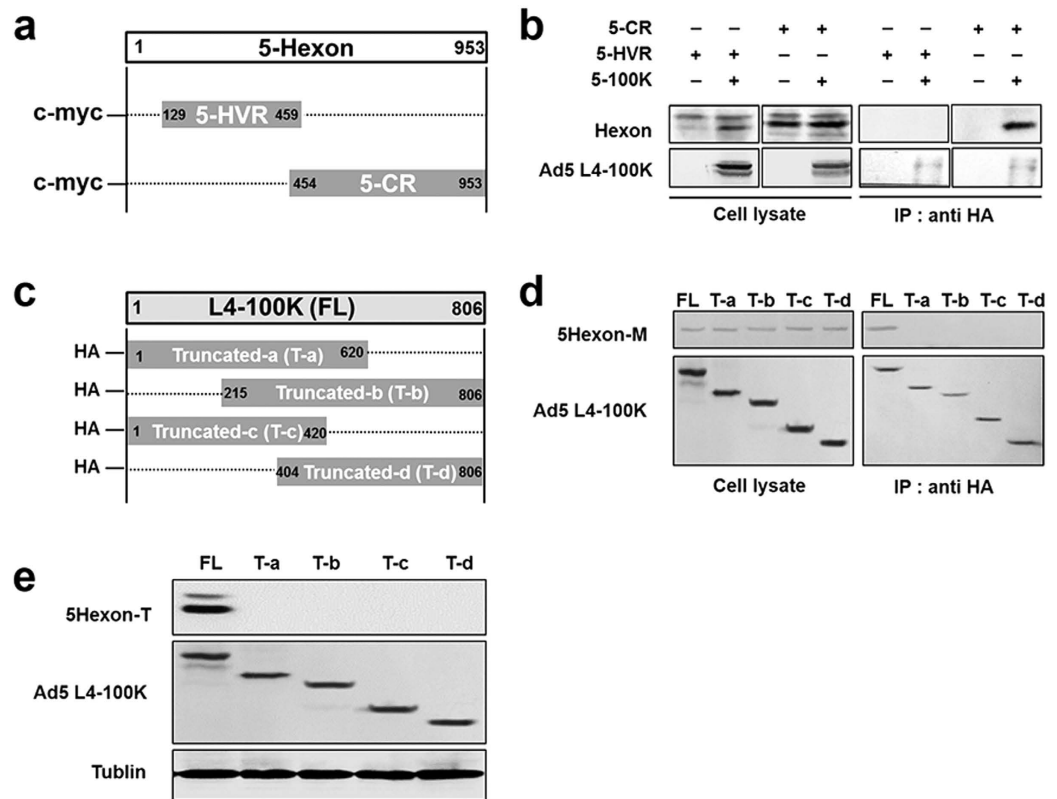 a
1 5-Hexon 953
c-myc 129 5-HVR 459
c-myc 454 5-CR 953
b
5-CR − − + + − − + +
5-HVR + + − − + + − −
5-100K − + − + − + − +
Hexon
Ad5 L4-100K
Cell lysate IP : anti HA
c
1 L4-100K (FL) 806
HA 1 Truncated-a (T-a) 620
HA 215 Truncated-b (T-b) 806
HA 1 Truncated-c (T-c) 420
HA 404 Truncated-d (T-d) 806
d
FL T-a T-b T-c T-d FL T-a T-b T-c T-d
5Hexon-M
Ad5 L4-100K
Cell lysate IP : anti HA
e
FL T-a T-b T-c T-d
5Hexon-T
Ad5 L4-100K
Tublin